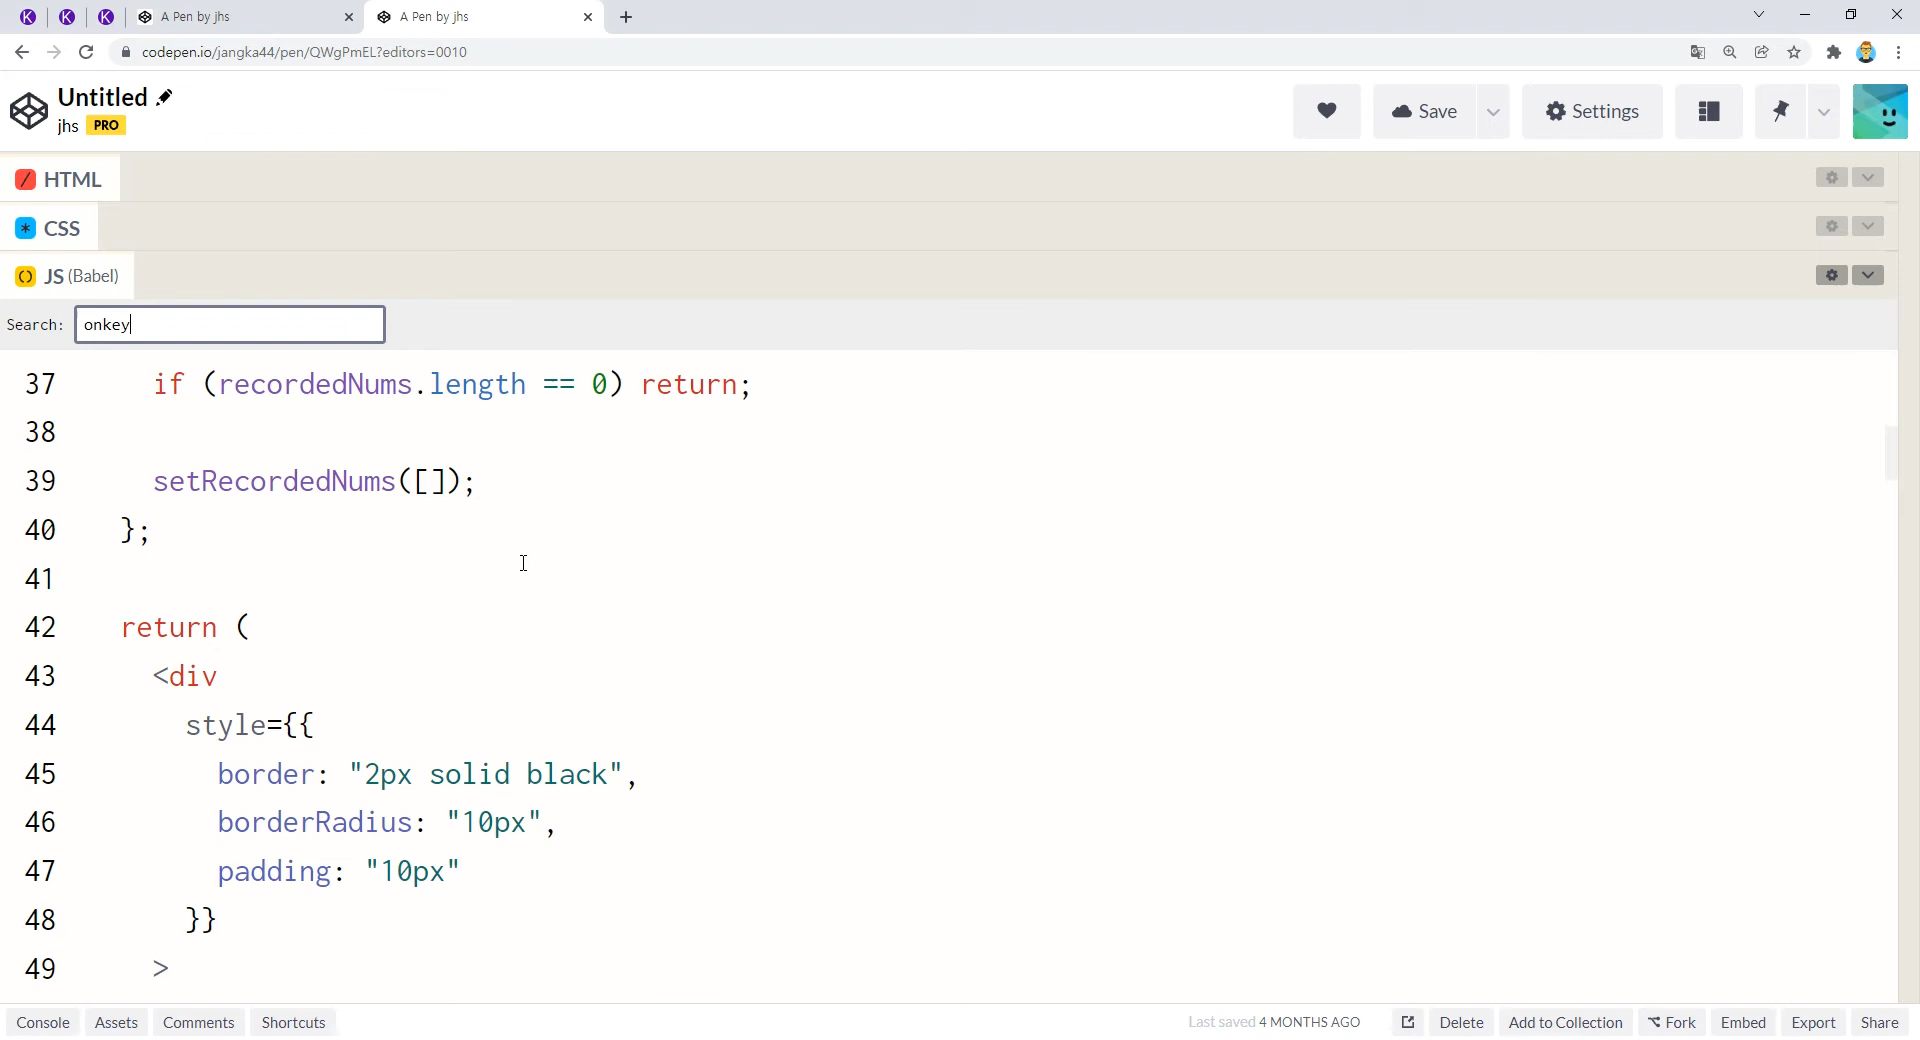 A Pen by jhs
A Pen by jhs
codepen.io/jangka44/pen/QWgPmEL?editors=0010
Untitled
jhs PRO
Save
Settings
HTML
CSS
JS (Babel)
Search: onkey
37 if (recordedNums.length == 0) return;
38
39 setRecordedNums([]);
40 };
41
42 return (
43 <div
44 style={{
45 border: "2px solid black",
46 borderRadius: "10px",
47 padding: "10px"
48 }}
49 >
Console Assets Comments Shortcuts Last saved 4 MONTHS AGO Delete Add to Collection Fork Embed Export Share